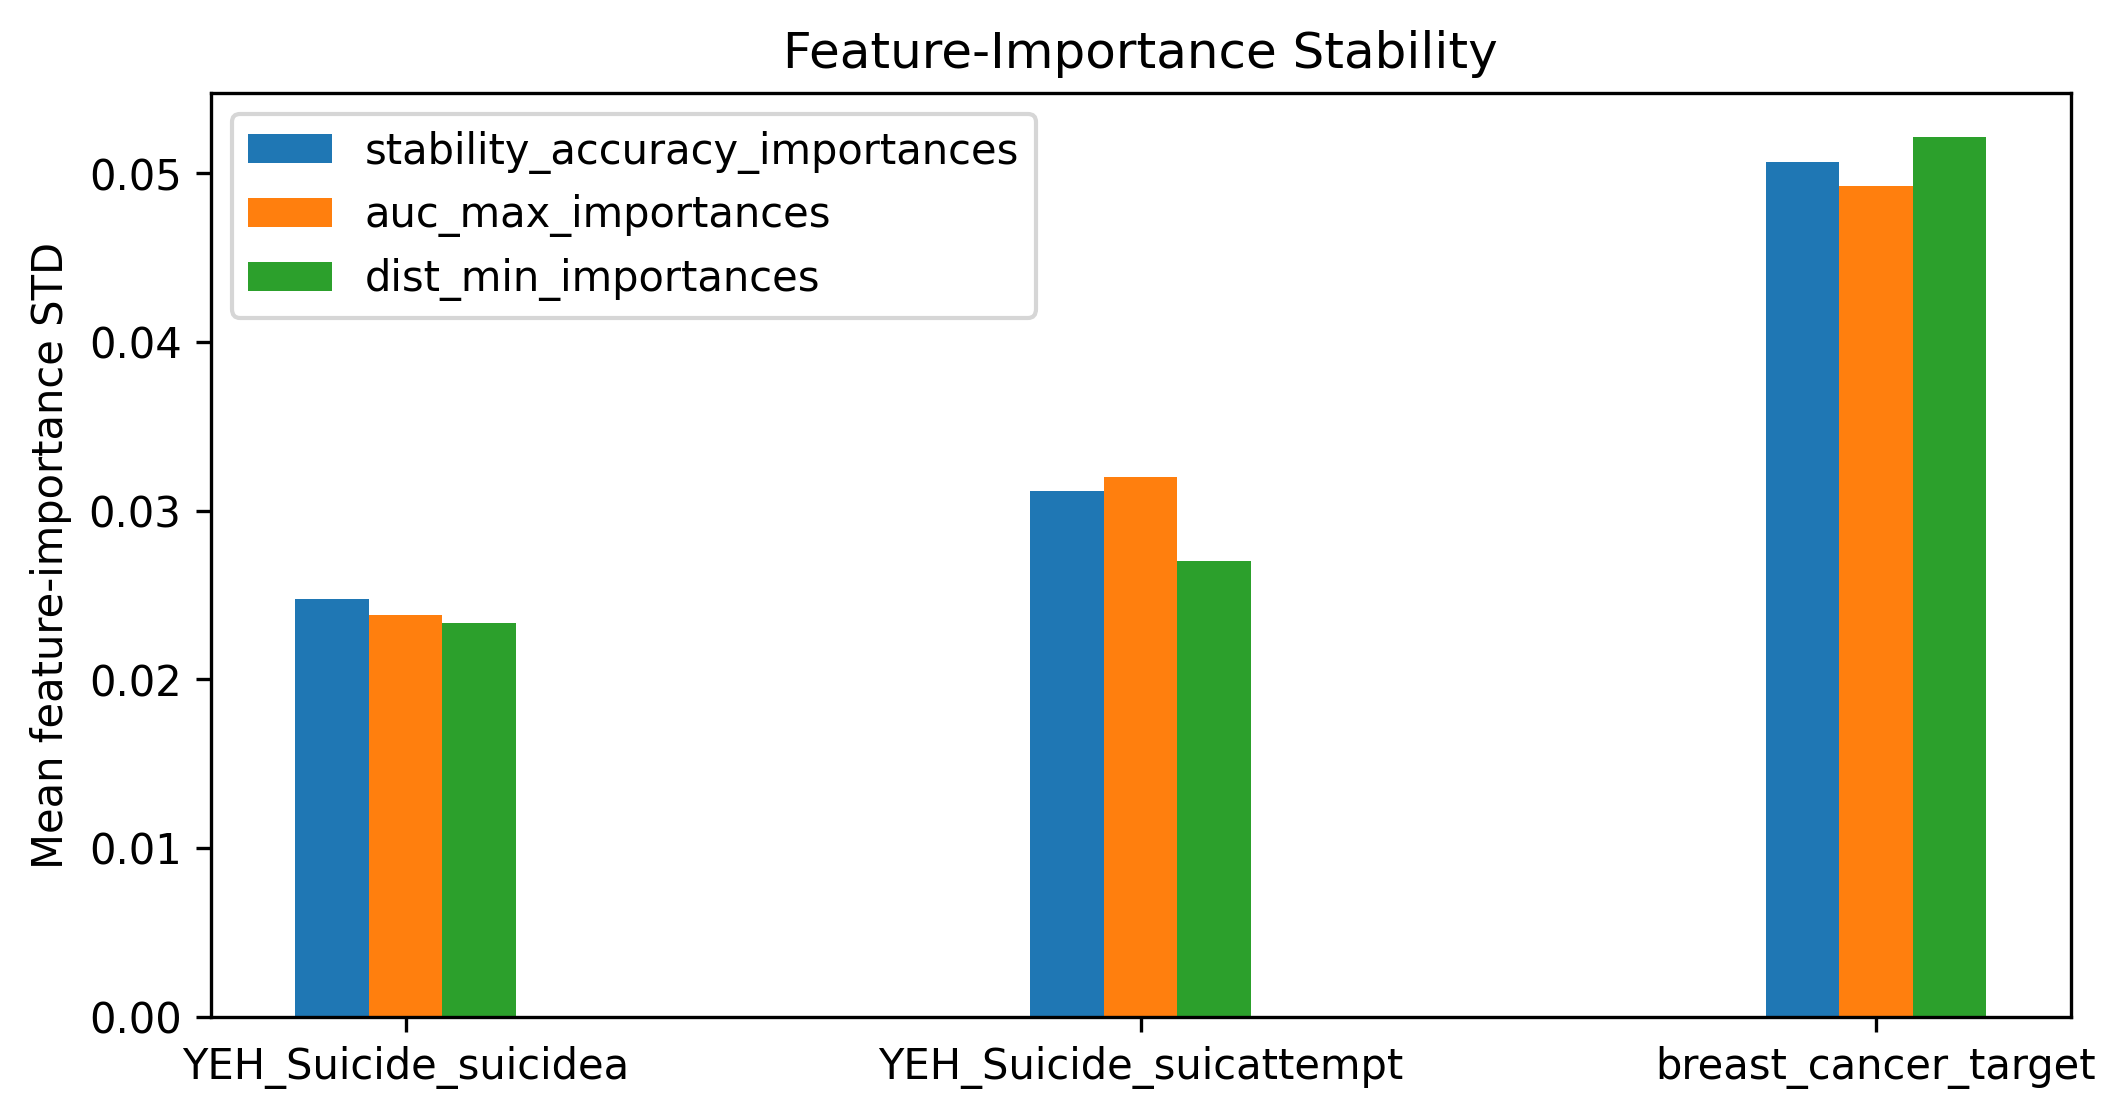 Feature-Importance Stability
stability_accuracy_importances
auc_max_importances
dist_min_importances
Mean feature-importance STD
0.05
0.04
0.03
0.02
0.01
0.00
YEH_Suicide_suicidea
YEH_Suicide_suicattempt
breast_cancer_target